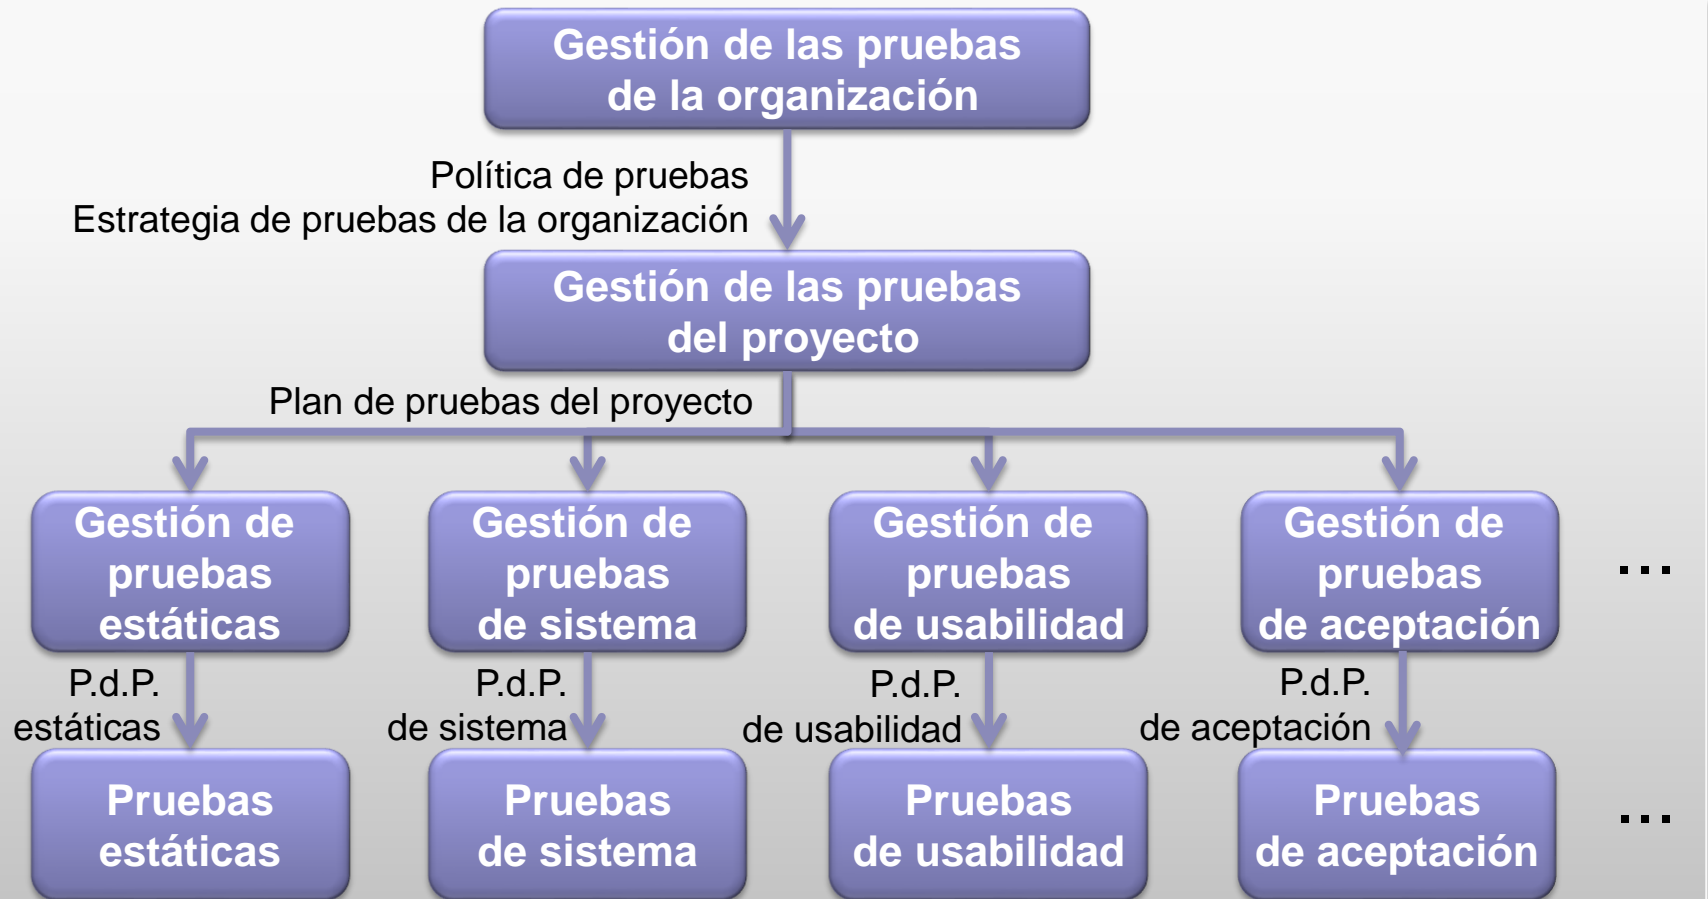 Gestión de las pruebas
de la organización
Política de pruebas
Estrategia de pruebas de la organización
Gestión de las pruebas
del proyecto
Plan de pruebas del proyecto
Gestión de
pruebas
estáticas
Gestión de
pruebas
de sistema
Gestión de
pruebas
de usabilidad
Gestión de
pruebas
de aceptación
...
P.d.P.
estáticas
P.d.P.
de sistema
P.d.P.
de usabilidad
P.d.P.
de aceptación
Pruebas
estáticas
Pruebas
de sistema
Pruebas
de usabilidad
Pruebas
de aceptación
...